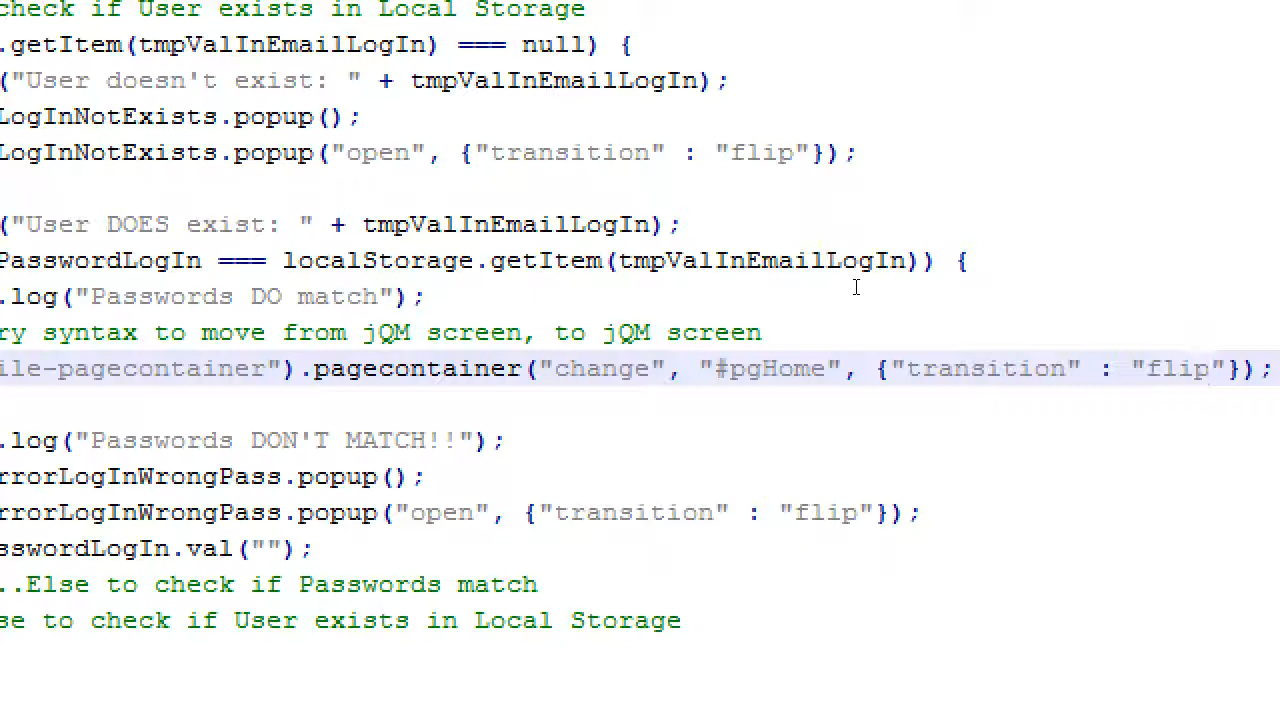 check if User exists in Local Storage
.getItem(tmpValInEmailLogIn) === null) {
("User doesn't exist: " + tmpValInEmailLogIn);
LogInNotExists.popup();
LogInNotExists.popup("open", {"transition" : "flip"});
("User DOES exist: " + tmpValInEmailLogIn);
PasswordLogIn === localStorage.getItem(tmpValInEmailLogIn)) {
.log("Passwords DO match");
ry syntax to move from jQM screen, to jQM screen
ile-pagecontainer").pagecontainer("change", "#pgHome", {"transition" : "flip"});
.log("Passwords DON'T MATCH!!");
rrorLogInWrongPass.popup();
rrorLogInWrongPass.popup("open", {"transition" : "flip"});
sswordLogIn.val("");
..Else to check if Passwords match
se to check if User exists in Local Storage